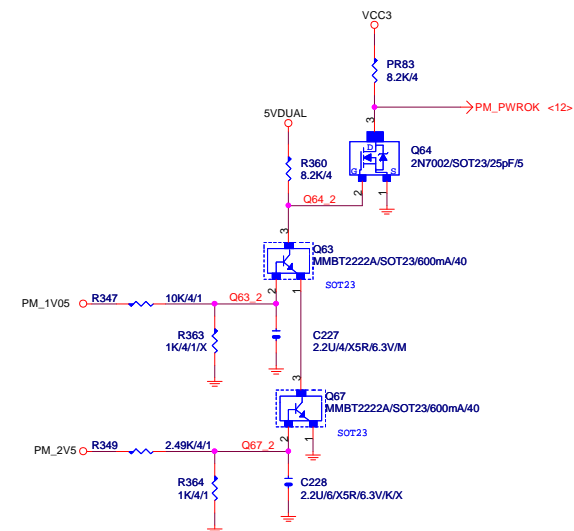 VCC3
PR83
8.2K/4
PM_PWROK <12>
3
5VDUAL
D
Q64
2N7002/SOT23/25pF/5
R360
8.2K/4
G
S
Q64_2
2
1
3
Q63
MMBT2222A/SOT23/600mA/40
SOT23
2
1
PM_1V05
R347
10K/4/1
Q63_2
R363
1K/4/1/X
C227
2.2U/4/X5R/6.3V/M
3
Q67
MMBT2222A/SOT23/600mA/40
SOT23
2
1
PM_2V5
R349
2.49K/4/1
Q67_2
R364
1K/4/1
C228
2.2U/6/X5R/6.3V/K/X